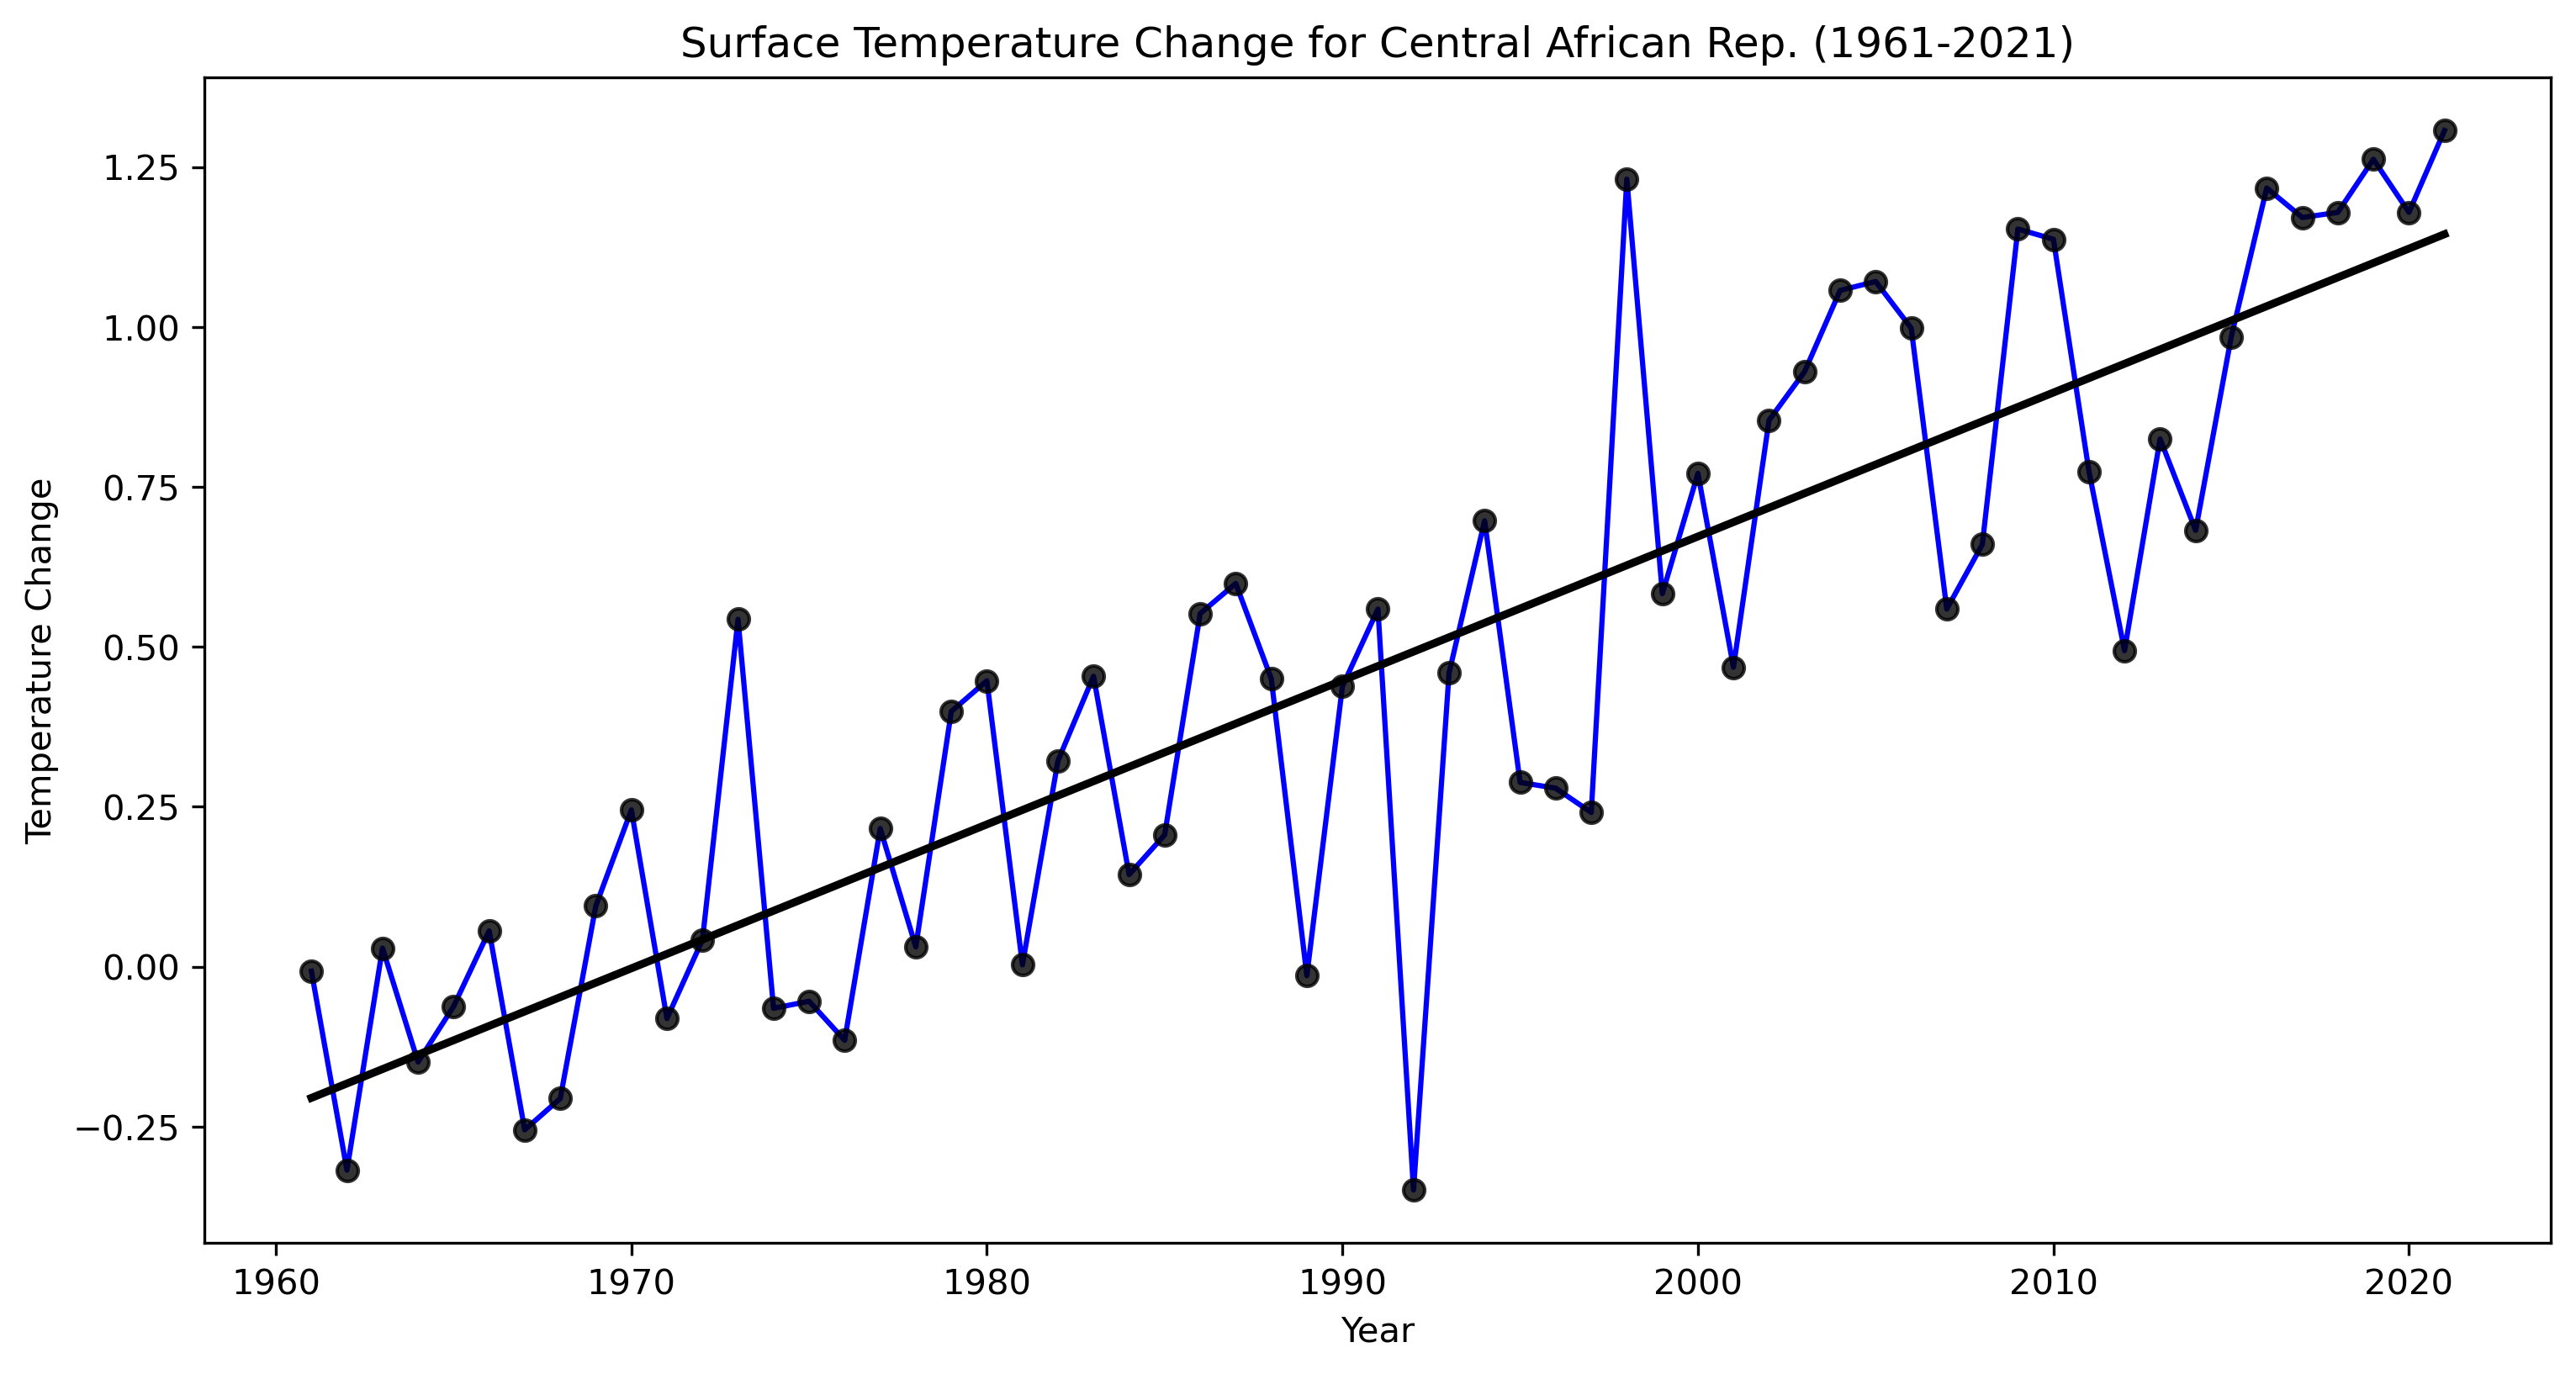 Surface Temperature Change for Central African Rep. (1961-2021)
Temperature Change
1.25
1.00
0.75
0.50
0.25
0.00
−0.25
1960 1970 1980 1990 2000 2010 2020
Year